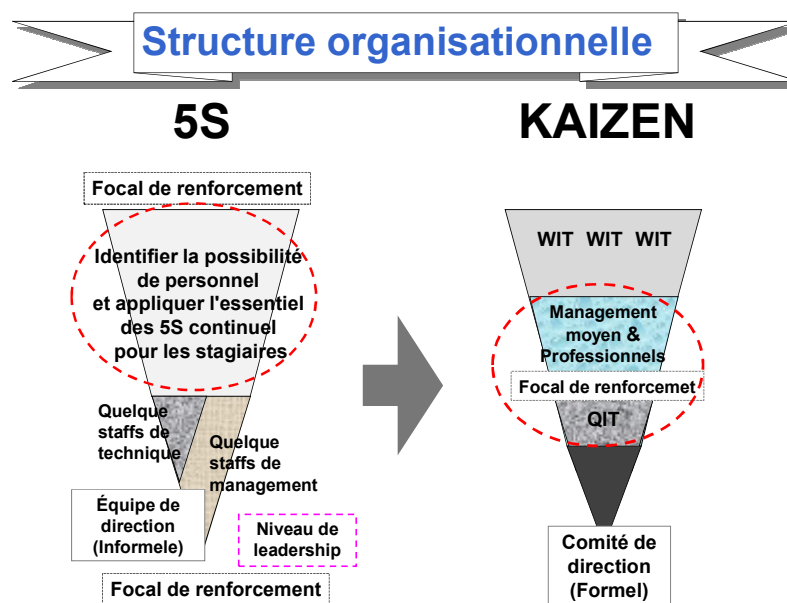 Structure organisationnelle
5S
KAIZEN
Focal de renforcement
Identifier la possibilité
de personnel
et appliquer l'essentiel
des 5S continuel
pour les stagiaires
Quelque
staffs de
technique
Quelque
staffs de
management
Équipe de
direction
(Informele)
Niveau de
leadership
Focal de renforcement
WIT WIT WIT
Management
moyen &
Professionnels
Focal de renforcemet
QIT
Comité de
direction
(Formel)